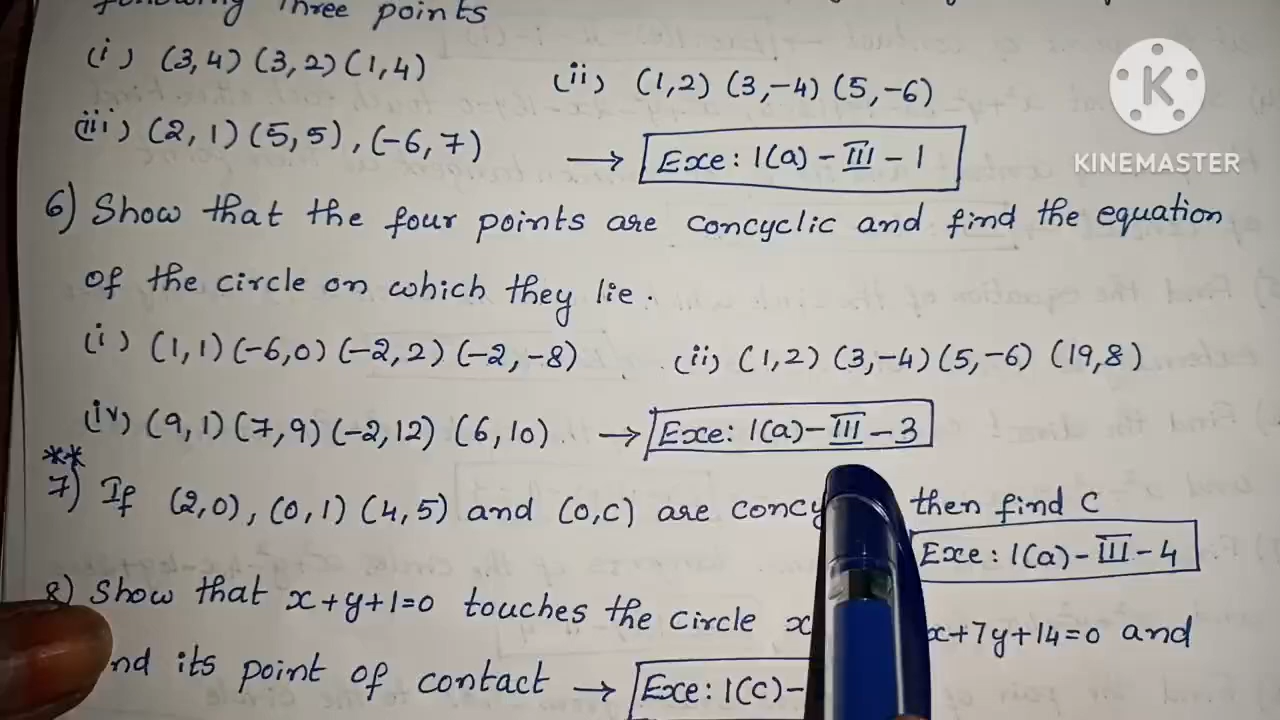 following three points
(i) (3,4) (3,2) (1,4)
(ii) (1,2) (3,-4) (5,-6)
(iii) (2,1) (5,5), (-6,7) → Exe: 1(a) - III - 1
KINEMASTER
6) Show that the four points are concyclic and find the equation
of the circle on which they lie.
(i) (1,1) (-6,0) (-2,2) (-2,-8) (ii) (1,2) (3,-4) (5,-6) (19,8)
(iv) (9,1) (7,9) (-2,12) (6,10) → Exe: 1(a) - III - 3
**
7) If (2,0), (0,1) (4,5) and (0,c) are concy then find c
Exe: 1(a) - III - 4
8) Show that x+y+1=0 touches the circle x x+7y+14=0 and
nd its point of contact → Exe: 1(c) -